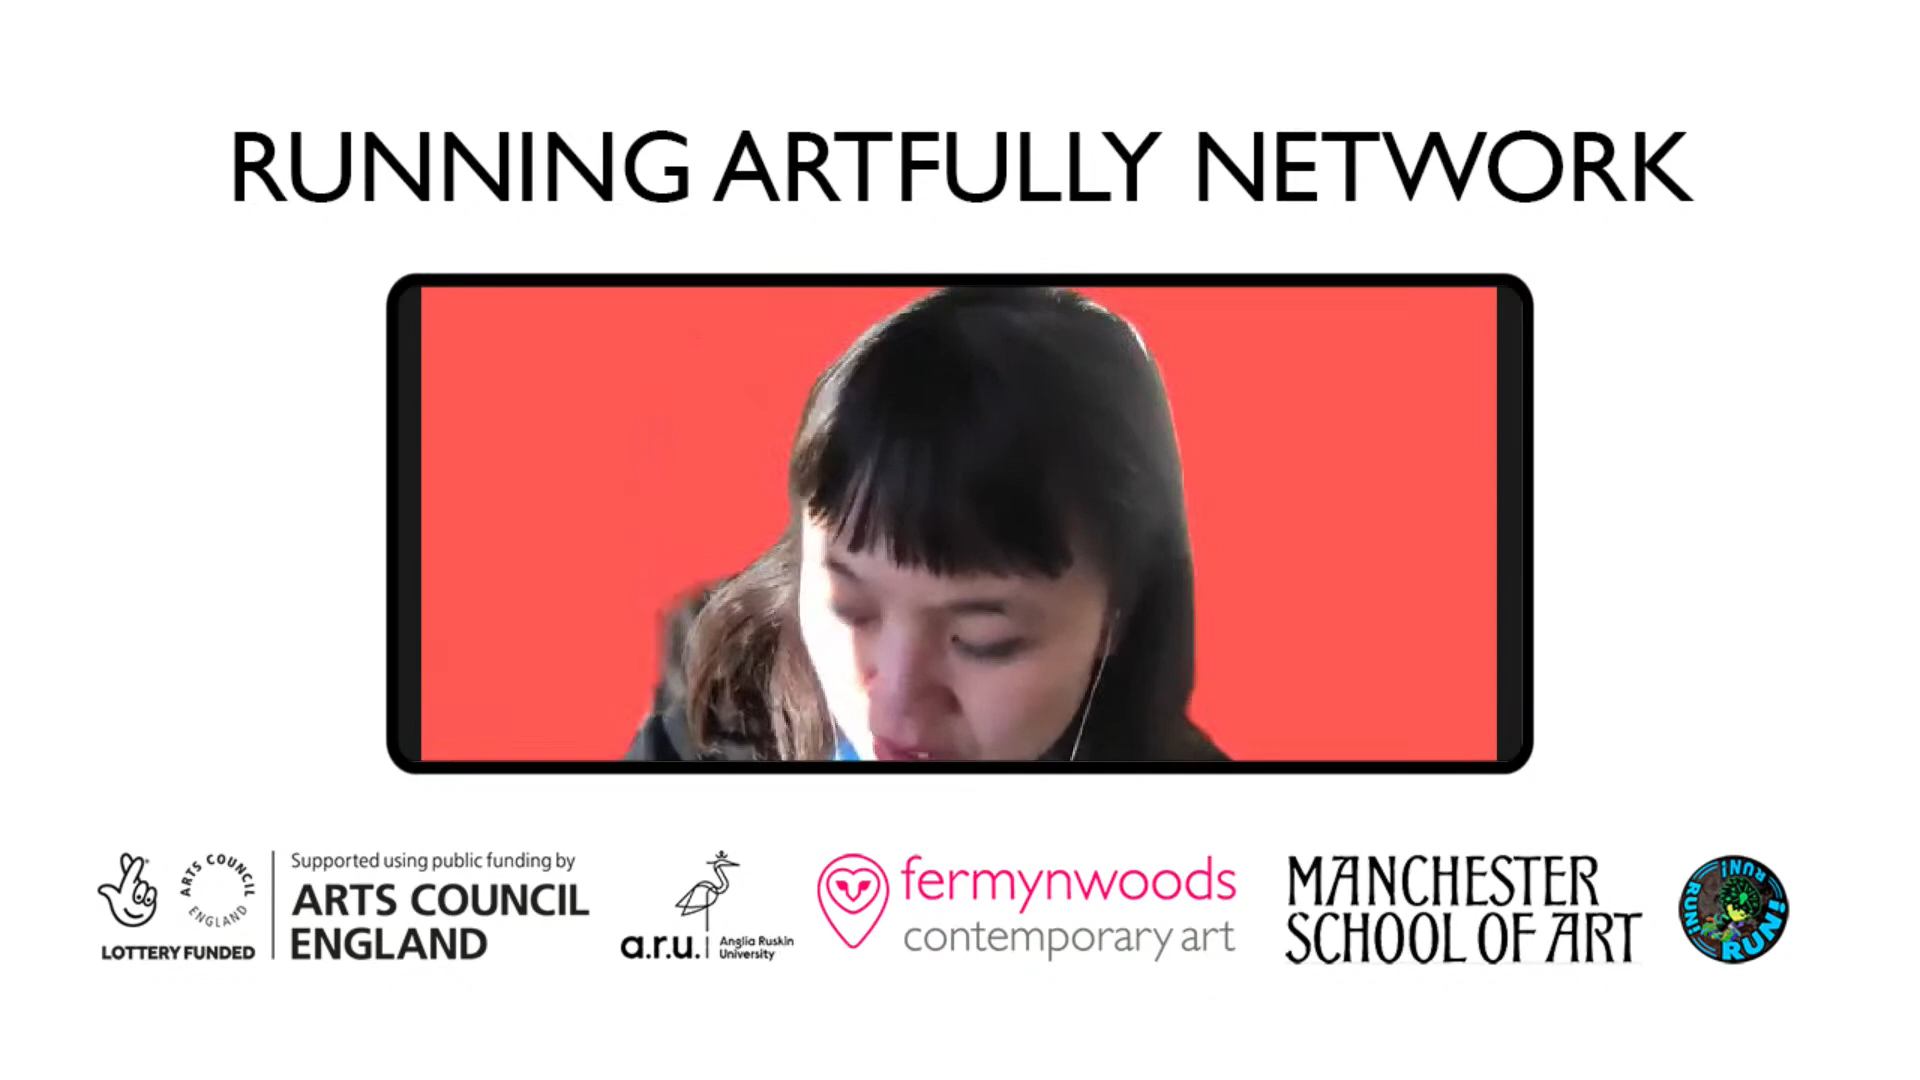 RUNNING ARTFULLY NETWORK
ARTS COUNCIL
ENGLAND
LOTTERY FUNDED
Supported using public funding by
ARTS COUNCIL
ENGLAND
a.r.u.
Anglia Ruskin
University
fermynwoods
contemporary art
MANCHESTER
SCHOOL OF ART
RUN!
RUN!
RUN!